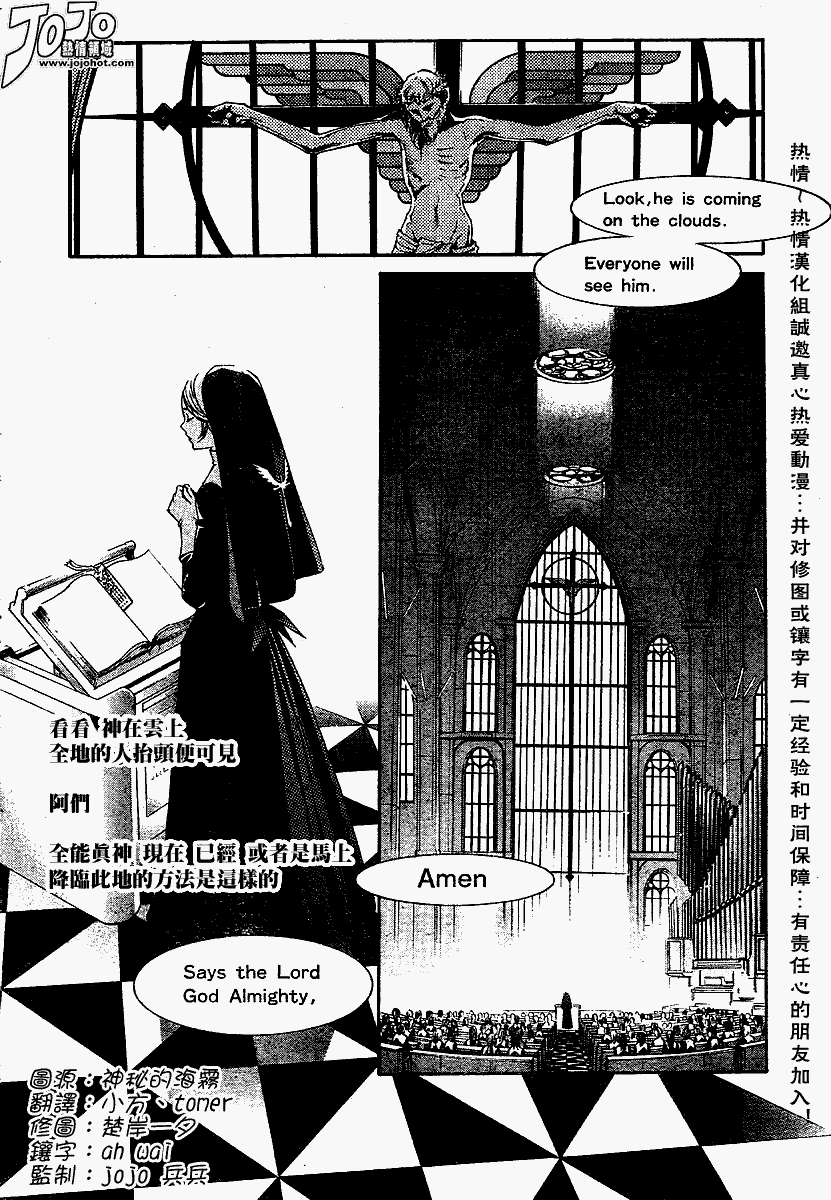 JOJO
熱情領域
www.jojohot.com
Look,he is coming
on the clouds.
Everyone will
see him.
热情~热情漢化組誠邀真心热爱動漫…并对修图或镶字有一定经验和时间保障…有责任心的朋友加入!
看看 神在雲上
全地的人抬頭便可見
阿們
全能眞神 現在 已經 或者是馬上
降臨此地的方法是這樣的
Amen
Says the Lord
God Almighty,
圖源:神秘的海霧
翻譯:小方、toner
修圖:楚岸一夕
鑲字:ah wai
監制:jojo 兵兵